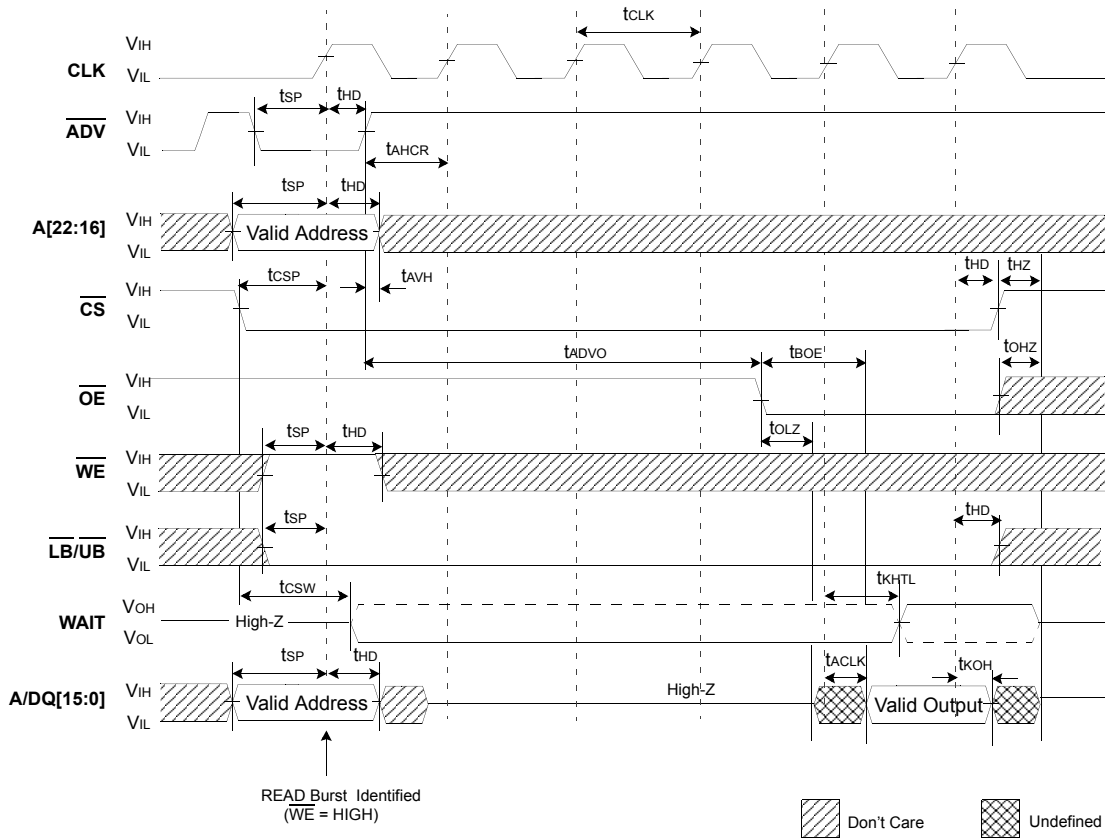 tCLK
VIH
CLK
VIL
tSP tHD
VIH
ADV
VIL
tAHCR
tSP tHD
VIH
A[22:16]
Valid Address
VIL
tCSP
tAVH
tHD tHZ
VIH
CS
VIL
tADVO tBOE
tOHZ
VIH
OE
VIL
tOLZ
tSP tHD
VIH
WE
VIL
tSP
tHD
VIH
LB/UB
VIL
tCSW
tKHTL
VOH
WAIT
High-Z
VOL
tSP tHD
tACLK
tKOH
VIH
A/DQ[15:0]
Valid Address
High-Z
Valid Output
VIL
READ Burst Identified
(WE = HIGH)
Don't Care
Undefined